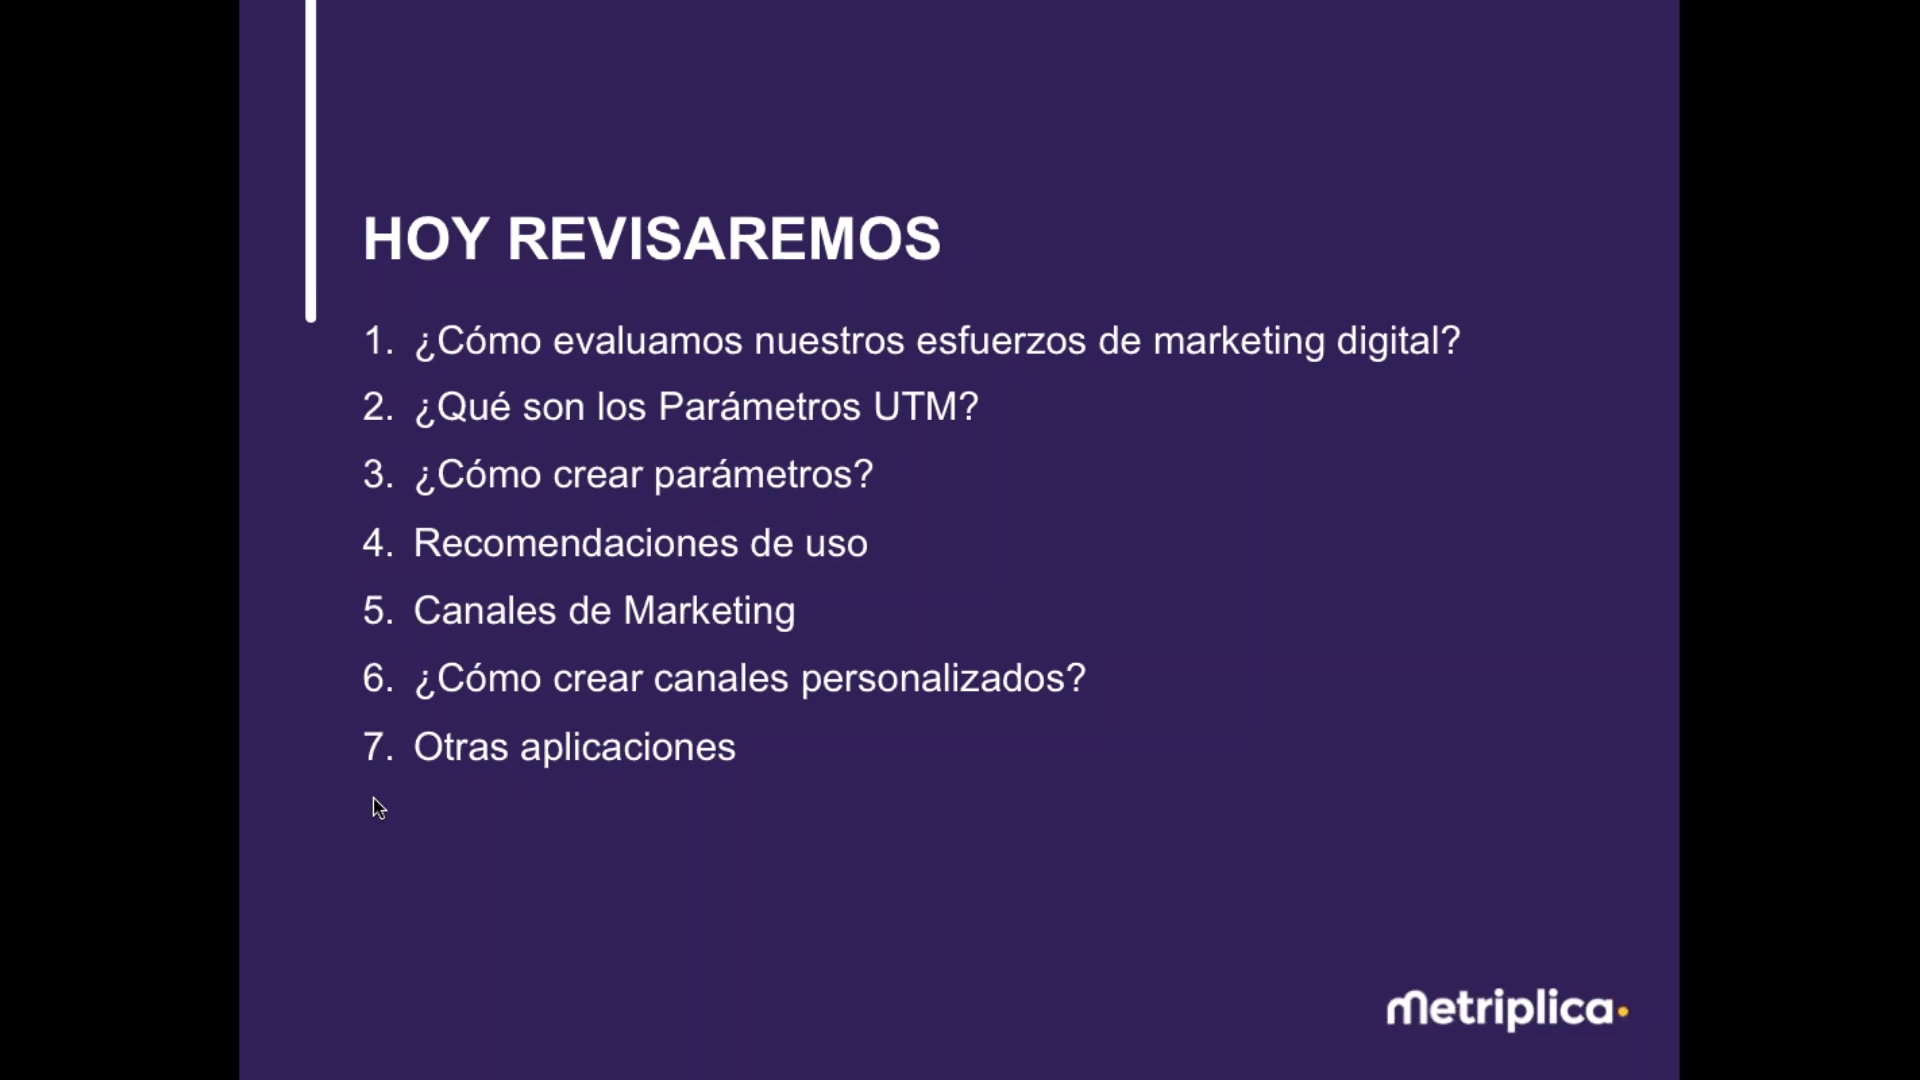 HOY REVISAREMOS
1. ¿Cómo evaluamos nuestros esfuerzos de marketing digital?
2. ¿Qué son los Parámetros UTM?
3. ¿Cómo crear parámetros?
4. Recomendaciones de uso
5. Canales de Marketing
6. ¿Cómo crear canales personalizados?
7. Otras aplicaciones
metriplica